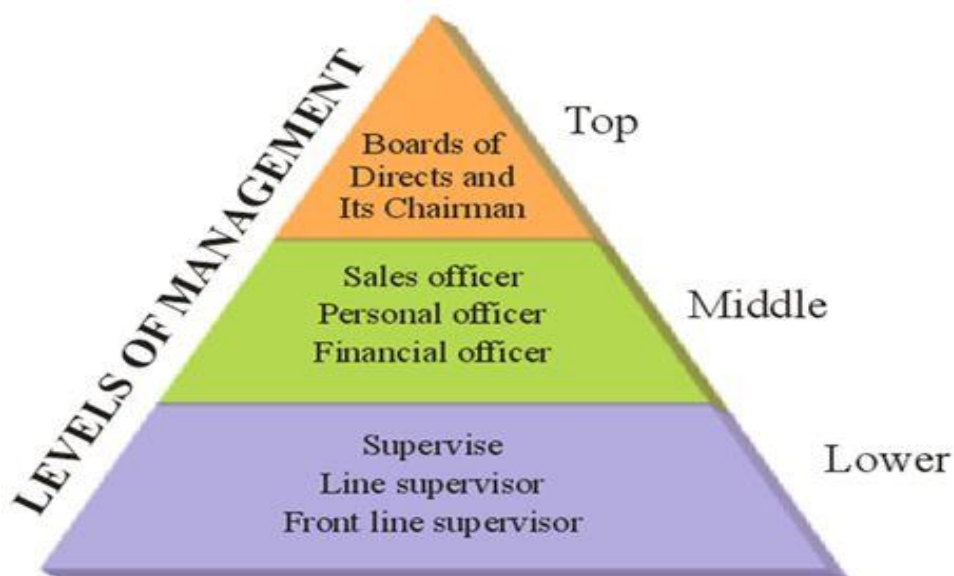 LEVELS OF MANAGEMENT
Top
Boards of
Directs and
Its Chairman
Middle
Sales officer
Personal officer
Financial officer
Lower
Supervise
Line supervisor
Front line supervisor